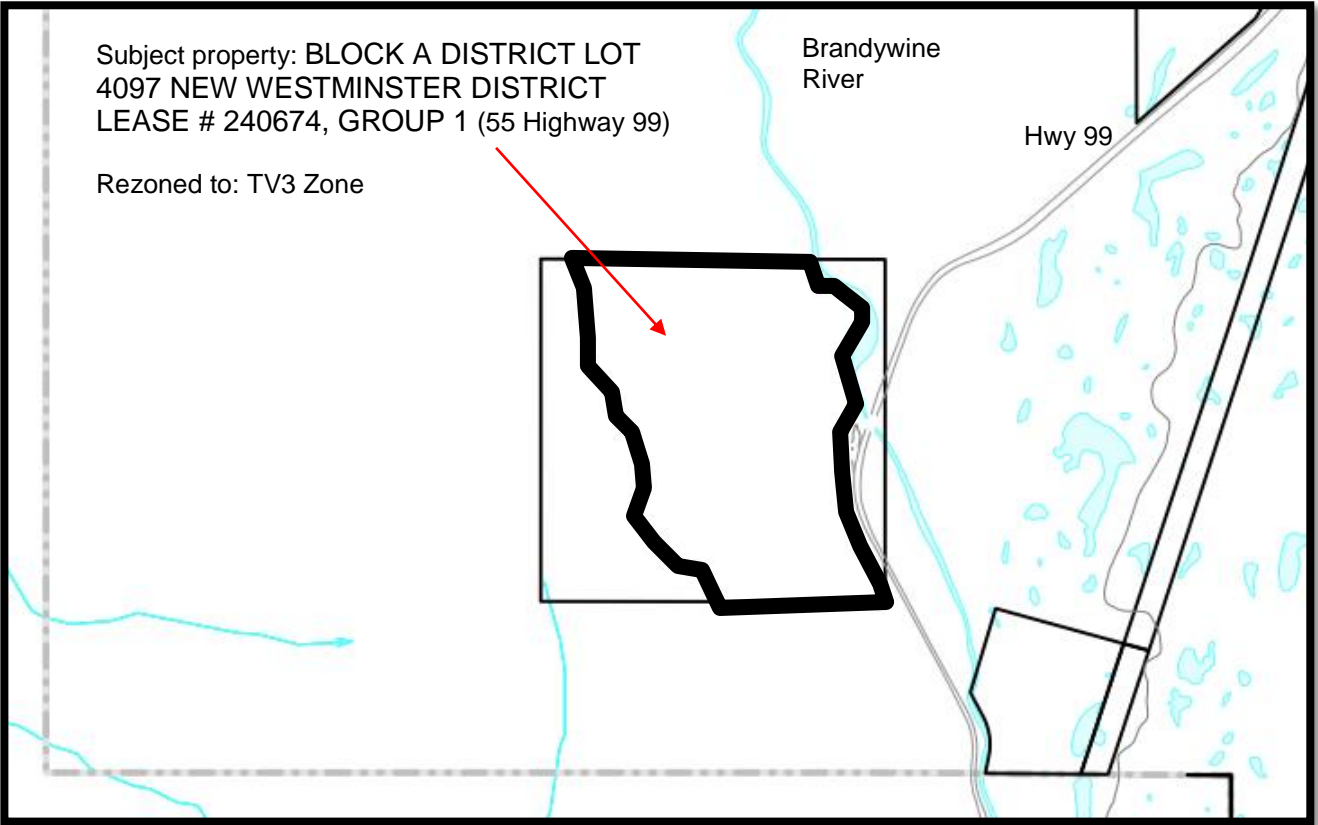 Subject property: BLOCK A DISTRICT LOT
4097 NEW WESTMINSTER DISTRICT
LEASE # 240674, GROUP 1 (55 Highway 99)
Rezoned to: TV3 Zone
Brandywine
River
Hwy 99